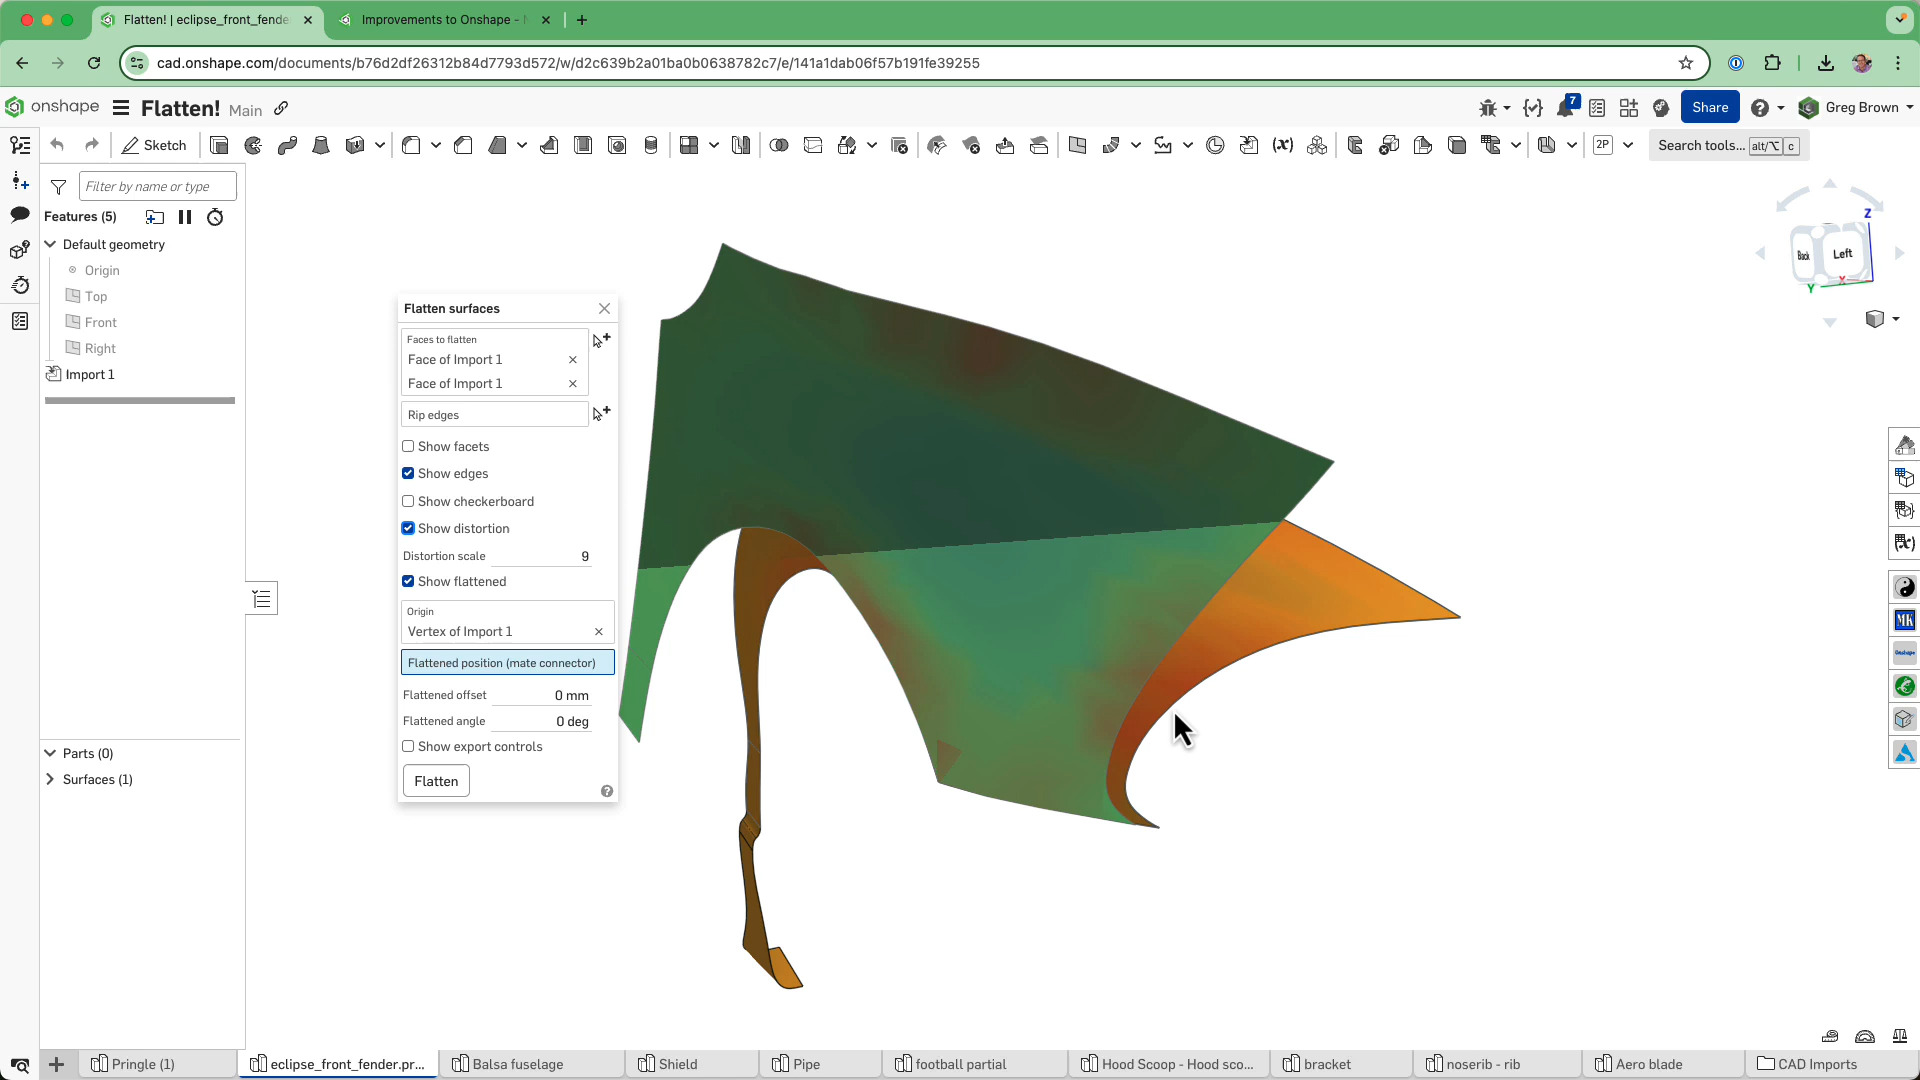 Flatten! | eclipse_front_fende
Improvements to Onshape -
cad.onshape.com/documents/b76d2df26312b84d7793d572/w/d2c639b2a01ba0b0638782c7/e/141a1dab06f57b191fe39255
onshape
Flatten! Main
7
Share
Greg Brown
Sketch
2P
Search tools... alt/⌥ c
Filter by name or type
Features (5)
Default geometry
Origin
Top
Front
Right
Import 1
Parts (0)
Surfaces (1)
Flatten surfaces
Faces to flatten
Face of Import 1
Face of Import 1
Rip edges
Show facets
Show edges
Show checkerboard
Show distortion
Distortion scale 9
Show flattened
Origin
Vertex of Import 1
Flattened position (mate connector)
Flattened offset 0 mm
Flattened angle 0 deg
Show export controls
Flatten
Z
Back
Left
X
Y
MK
Onshape
Pringle (1)
eclipse_front_fender.pr...
Balsa fuselage
Shield
Pipe
football partial
Hood Scoop - Hood sco...
bracket
noserib - rib
Aero blade
CAD Imports